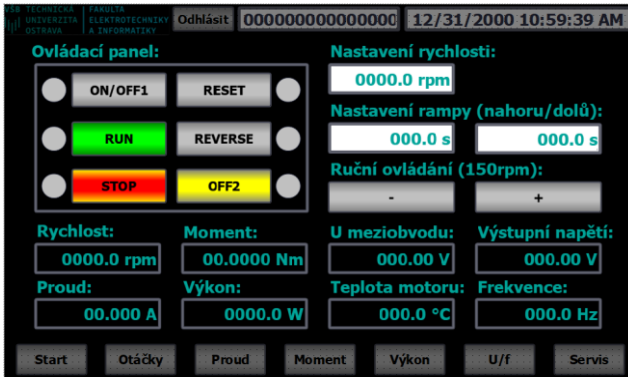 VŠB TECHNICKÁ UNIVERZITA OSTRAVA
FAKULTA ELEKTROTECHNIKY A INFORMATIKY
Odhlásit
000000000000000
12/31/2000 10:59:39 AM
Ovládací panel:
ON/OFF1 RESET
RUN REVERSE
STOP OFF2
Nastavení rychlosti:
0000.0 rpm
Nastavení rampy (nahoru/dolů):
000.0 s 000.0 s
Ruční ovládání (150rpm):
- +
Rychlost: Moment: U meziobvodu: Výstupní napětí:
0000.0 rpm 00.0000 Nm 000.00 V 000.00 V
Proud: Výkon: Teplota motoru: Frekvence:
00.000 A 0000.0 W 000.0 °C 000.0 Hz
Start Otáčky Proud Moment Výkon U/f Servis